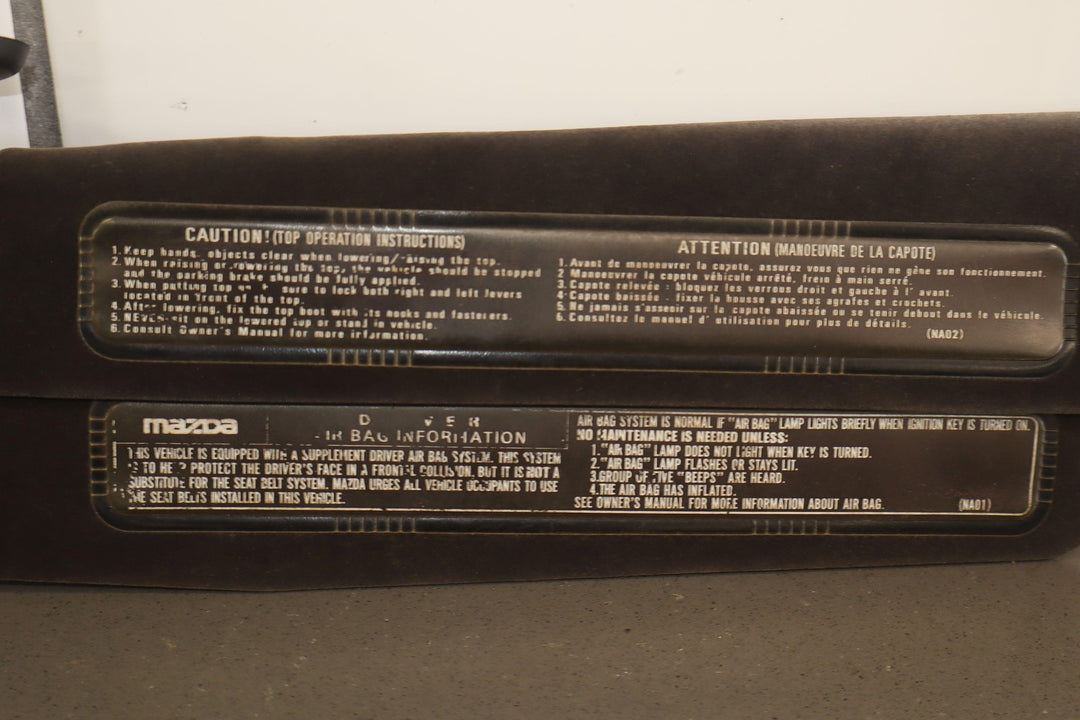 CAUTION! (TOP OPERATION INSTRUCTIONS)
1. Keep hands, objects clear when lowering/raising the top.
2. When raising or lowering the top, the vehicle should be stopped
and the parking brake should be fully applied.
3. When putting top sure to lock both right and left levers
located in front of the top.
4. After lowering, fix the top boot with its hooks and fasteners.
5. NEVER sit on the lowered top or stand in vehicle.
6. Consult Owner's Manual for more information.
ATTENTION (MANOEUVRE DE LA CAPOTE)
1. Avant de manoeuvrer la capote, assurez vous que rien ne gêne son fonctionnement.
2 Manoeuvrer la capote véhicule arrêté, frein à main serré.
3. Capote relevée : bloquer les verrous droit et gauche à l' avant.
4. Capote baissée : fixer la housse avec ses agrafes et crochets.
5. No jamais s'asseoir sur la capote abaissée ou se tenir debout dans le véhicule.
6. Consultez le manuel d' utilisation pour plus de détails.
(NA02)
mazda
DRIVER
AIR BAG INFORMATION
THIS VEHICLE IS EQUIPPED WITH A SUPPLEMENT DRIVER AIR BAG SYSTEM. THIS SYSTEM
IS TO HELP PROTECT THE DRIVER'S FACE IN A FRONTAL COLLISION, BUT IT IS NOT A
SUBSTITUTE FOR THE SEAT BELT SYSTEM. MAZDA URGES ALL VEHICLE OCCUPANTS TO USE
THE SEAT BELTS INSTALLED IN THIS VEHICLE.
AIR BAG SYSTEM IS NORMAL IF "AIR BAG" LAMP LIGHTS BRIEFLY WHEN IGNITION KEY IS TURNED ON.
NO MAINTENANCE IS NEEDED UNLESS:
1. "AIR BAG" LAMP DOES NOT LIGHT WHEN KEY IS TURNED.
2. "AIR BAG" LAMP FLASHES OR STAYS LIT.
3. GROUP OF FIVE "BEEPS" ARE HEARD.
4. THE AIR BAG HAS INFLATED.
SEE OWNER'S MANUAL FOR MORE INFORMATION ABOUT AIR BAG.
(NA01)